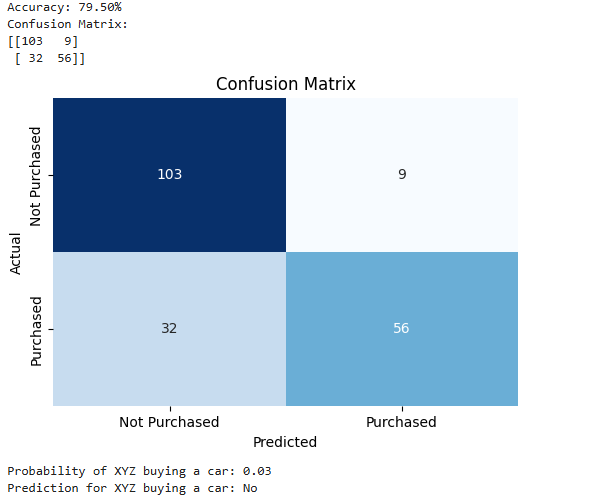 Accuracy: 79.50%
Confusion Matrix:
[[103   9]
 [ 32  56]]
Confusion Matrix
Not Purchased
103
9
Actual
Purchased
32
56
Not Purchased
Purchased
Predicted
Probability of XYZ buying a car: 0.03
Prediction for XYZ buying a car: No